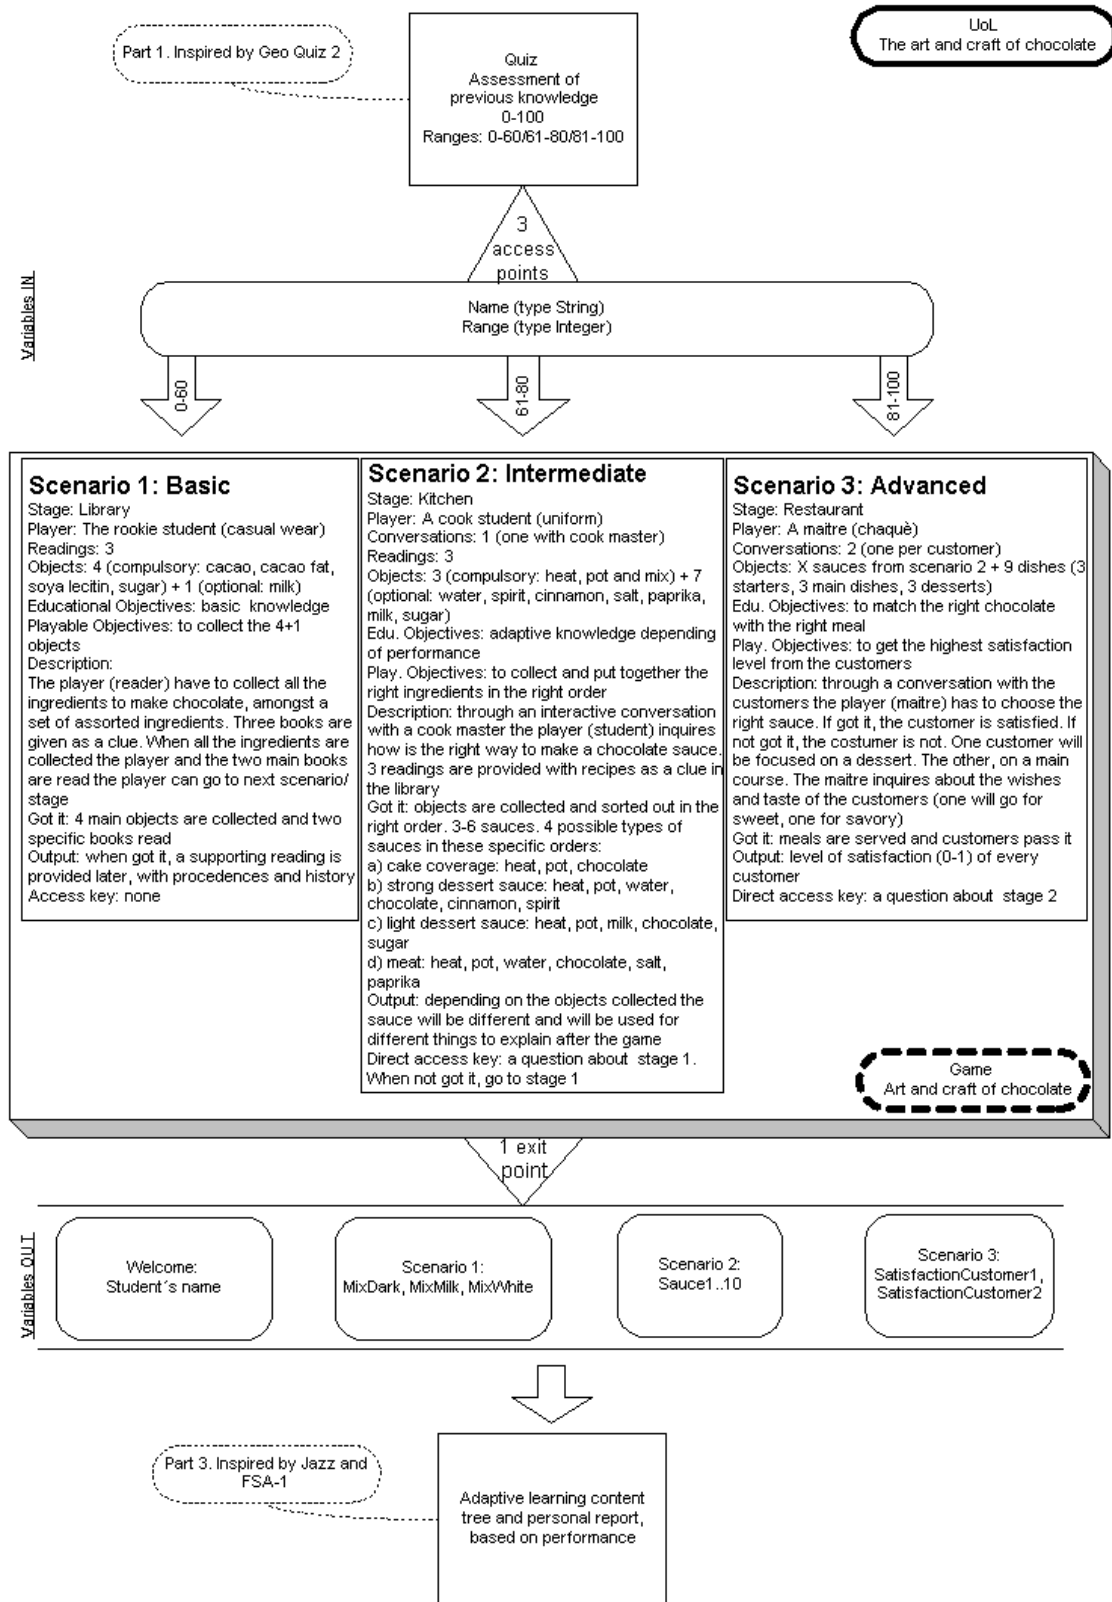 Part 1. Inspired by Geo Quiz 2
Quiz
Assessment of
previous knowledge
0-100
Ranges: 0-60/61-80/81-100
UoL
The art and craft of chocolate
3
access
points
Variables IN
Name (type String)
Range (type Integer)
0-60
61-80
81-100
Scenario 1: Basic
Stage: Library
Player: The rookie student (casual wear)
Readings: 3
Objects: 4 (compulsory: cacao, cacao fat,
soya lecitin, sugar) + 1 (optional: milk)
Educational Objectives: basic knowledge
Playable Objectives: to collect the 4+1
objects
Description:
The player (reader) have to collect all the
ingredients to make chocolate, amongst a
set of assorted ingredients. Three books are
given as a clue. When all the ingredients are
collected the player and the two main books
are read the player can go to next scenario/
stage
Got it: 4 main objects are collected and two
specific books read
Output: when got it, a supporting reading is
provided later, with procedences and history
Access key: none
Scenario 2: Intermediate
Stage: Kitchen
Player: A cook student (uniform)
Conversations: 1 (one with cook master)
Readings: 3
Objects: 3 (compulsory: heat, pot and mix) + 7
(optional: water, spirit, cinnamon, salt, paprika,
milk, sugar)
Edu. Objectives: adaptive knowledge depending
of performance
Play. Objectives: to collect and put together the
right ingredients in the right order
Description: through an interactive conversation
with a cook master the player (student) inquires
how is the right way to make a chocolate sauce.
3 readings are provided with recipes as a clue in
the library
Got it: objects are collected and sorted out in the
right order. 3-6 sauces. 4 possible types of
sauces in these specific orders:
a) cake coverage: heat, pot, chocolate
b) strong dessert sauce: heat, pot, water,
chocolate, cinnamon, spirit
c) light dessert sauce: heat, pot, milk, chocolate,
sugar
d) meat: heat, pot, water, chocolate, salt,
paprika
Output: depending on the objects collected the
sauce will be different and will be used for
different things to explain after the game
Direct access key: a question about stage 1.
When not got it, go to stage 1
Scenario 3: Advanced
Stage: Restaurant
Player: A maitre (chaquè)
Conversations: 2 (one per customer)
Objects: X sauces from scenario 2 + 9 dishes (3
starters, 3 main dishes, 3 desserts)
Edu. Objectives: to match the right chocolate
with the right meal
Play. Objectives: to get the highest satisfaction
level from the customers
Description: through a conversation with the
customers the player (maitre) has to choose the
right sauce. If got it, the customer is satisfied. If
not got it, the costumer is not. One customer will
be focused on a dessert. The other, on a main
course. The maitre inquires about the wishes
and taste of the customers (one will go for
sweet, one for savory)
Got it: meals are served and customers pass it
Output: level of satisfaction (0-1) of every
customer
Direct access key: a question about stage 2
Game
Art and craft of chocolate
1 exit
point
Variables OUT
Welcome:
Student´s name
Scenario 1:
MixDark, MixMilk, MixWhite
Scenario 2:
Sauce1..10
Scenario 3:
SatisfactionCustomer1,
SatisfactionCustomer2
Part 3. Inspired by Jazz and
FSA-1
Adaptive learning content
tree and personal report,
based on performance